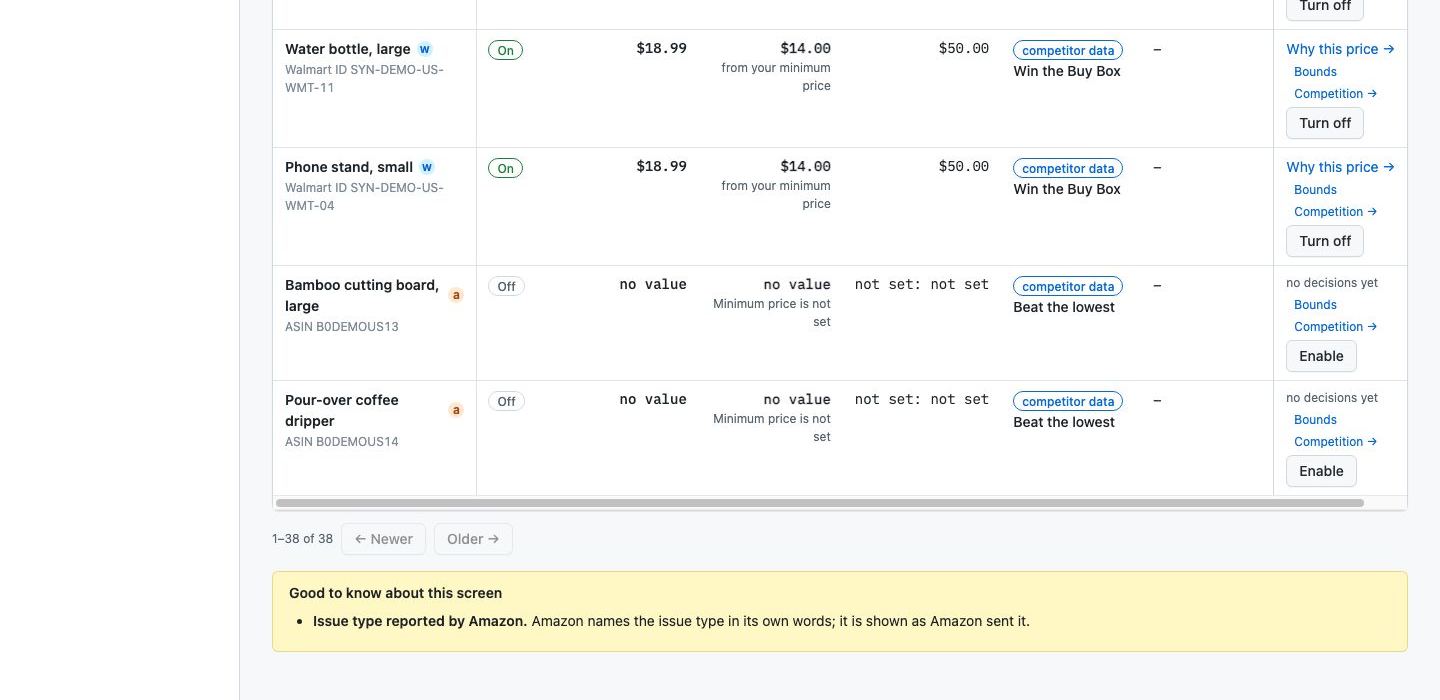 Turn off
Water bottle, large w
Walmart ID SYN-DEMO-US-
WMT-11
On
$18.99
$14.00
from your minimum
price
$50.00
competitor data
Win the Buy Box
–
Why this price →
Bounds
Competition →
Turn off
Phone stand, small w
Walmart ID SYN-DEMO-US-
WMT-04
On
$18.99
$14.00
from your minimum
price
$50.00
competitor data
Win the Buy Box
–
Why this price →
Bounds
Competition →
Turn off
Bamboo cutting board,
large
a
ASIN B0DEMOUS13
Off
no value
no value
Minimum price is not
set
not set: not set
competitor data
Beat the lowest
–
no decisions yet
Bounds
Competition →
Enable
Pour-over coffee
dripper
a
ASIN B0DEMOUS14
Off
no value
no value
Minimum price is not
set
not set: not set
competitor data
Beat the lowest
–
no decisions yet
Bounds
Competition →
Enable
1–38 of 38
← Newer
Older →
Good to know about this screen
• Issue type reported by Amazon. Amazon names the issue type in its own words; it is shown as Amazon sent it.